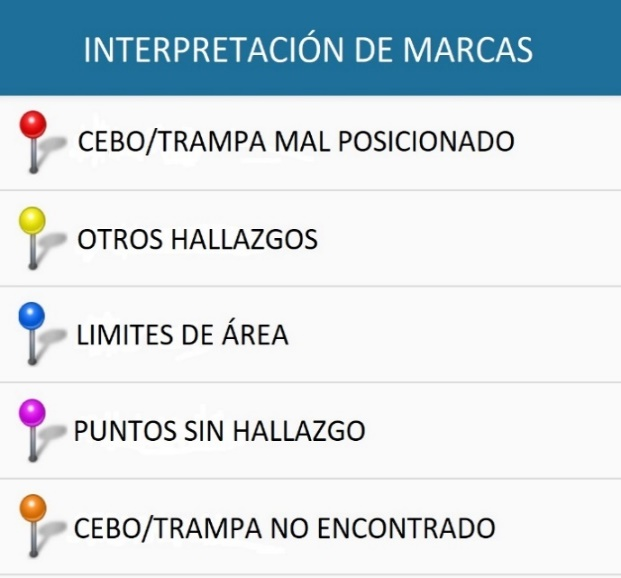 INTERPRETACIÓN DE MARCAS
CEBO/TRAMPA MAL POSICIONADO
OTROS HALLAZGOS
LIMITES DE ÁREA
PUNTOS SIN HALLAZGO
CEBO/TRAMPA NO ENCONTRADO